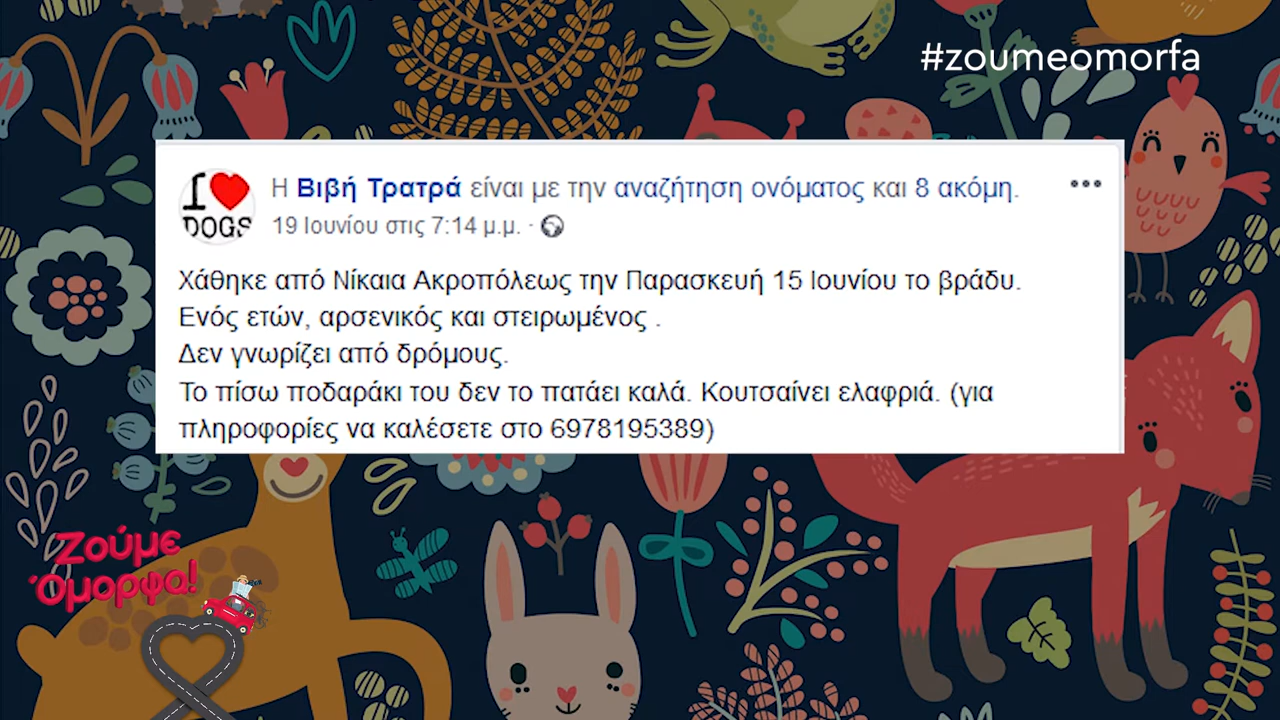 #zoumeomorfa
I ❤ DOGS
Η Βιβή Τρατρά είναι με την αναζήτηση ονόματος και 8 ακόμη.
19 Ιουνίου στις 7:14 μ.μ. ·
Χάθηκε από Νίκαια Ακροπόλεως την Παρασκευή 15 Ιουνίου το βράδυ.
Ενός ετών, αρσενικός και στειρωμένος .
Δεν γνωρίζει από δρόμους.
Το πίσω ποδαράκι του δεν το πατάει καλά. Κουτσαίνει ελαφριά. (για
πληροφορίες να καλέσετε στο 6978195389)
Ζούμε
Όμορφα!